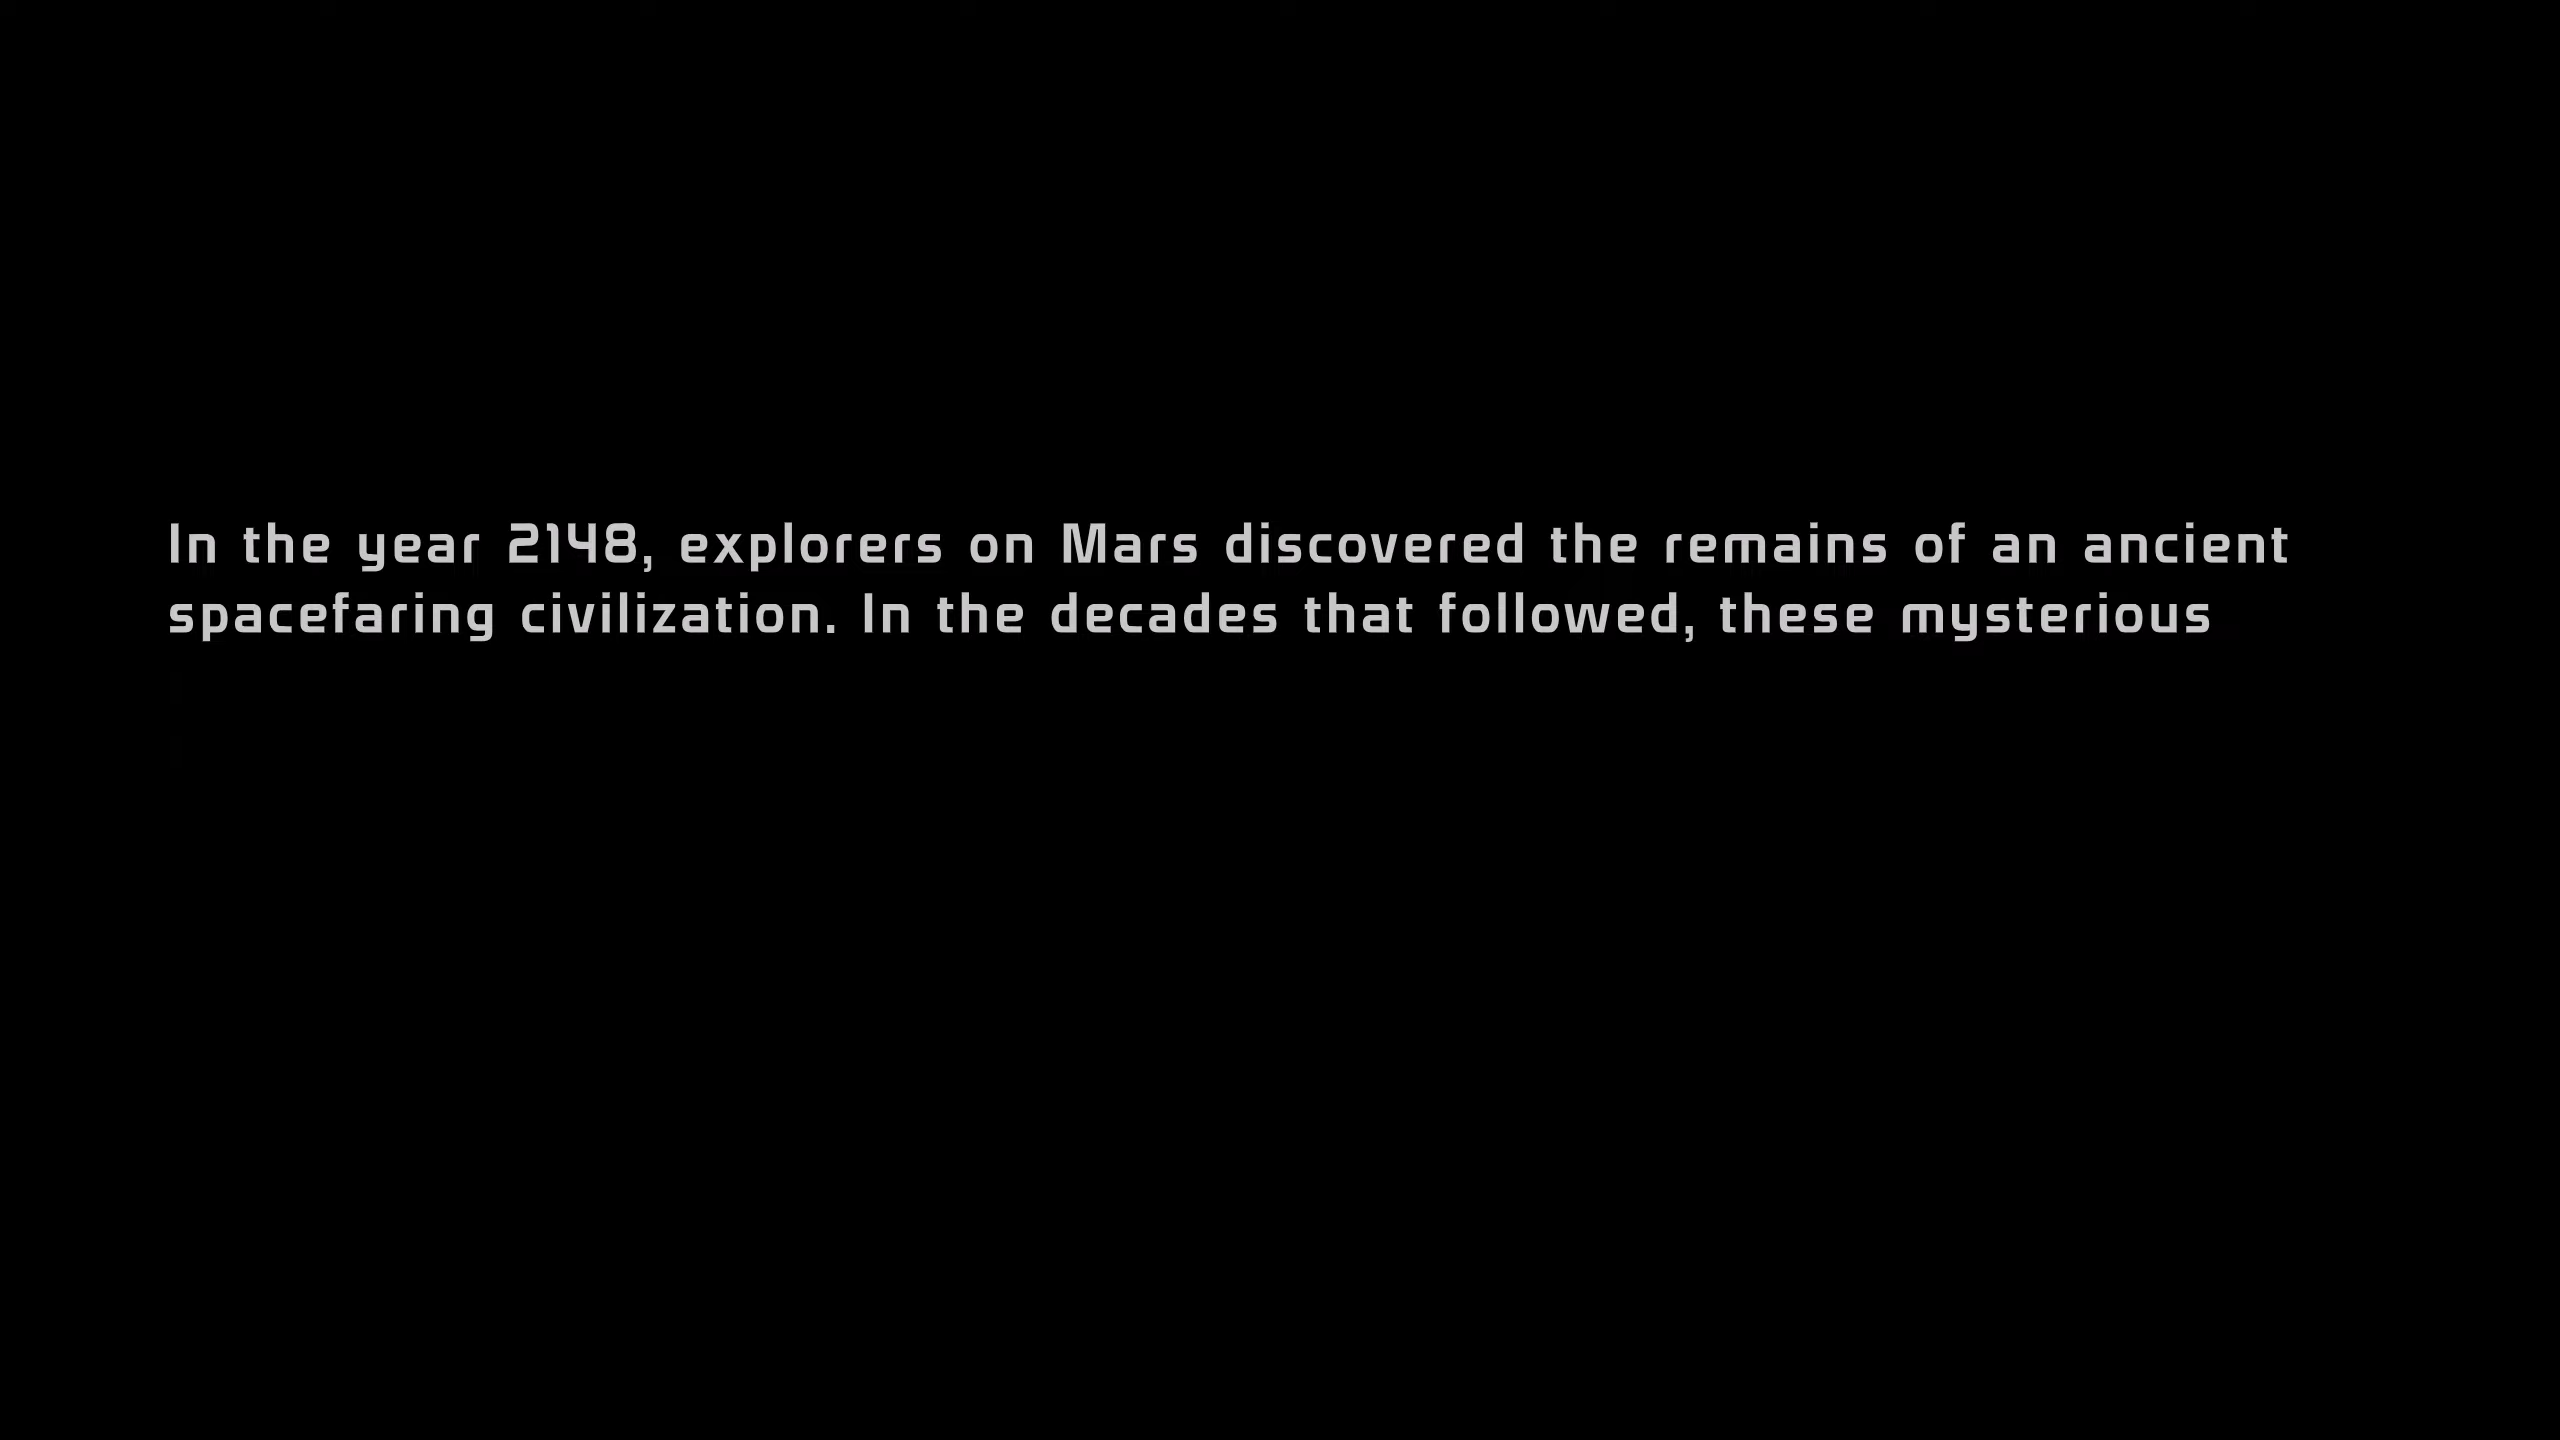 In the year 2148, explorers on Mars discovered the remains of an ancient
spacefaring civilization. In the decades that followed, these mysterious